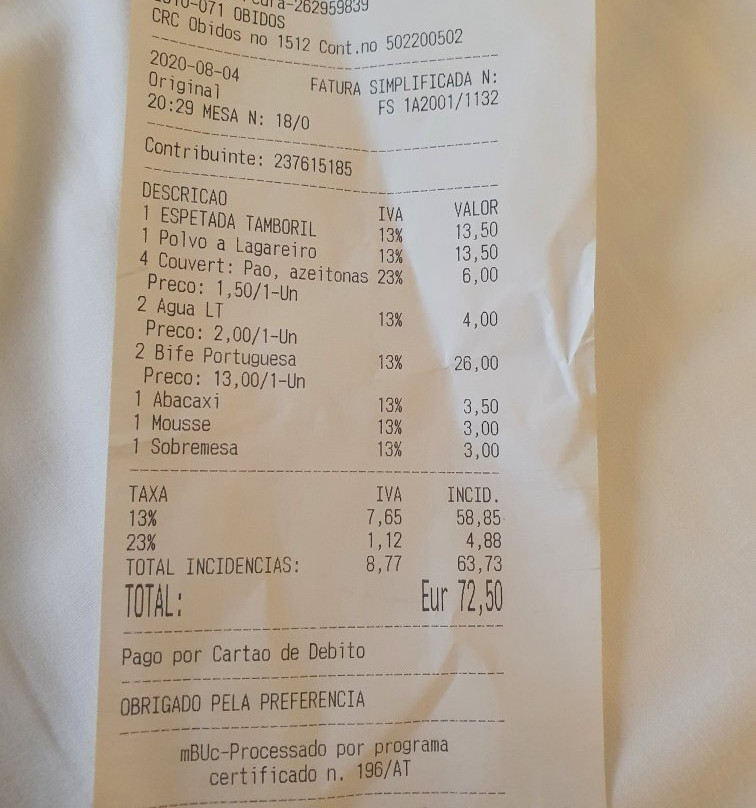 OBIDOS
CRC Obidos no 1512 Cont.no 502200502
2020-08-04
Original FATURA SIMPLIFICADA N:
20:29 MESA N: 18/0 FS 1A2001/1132
Contribuinte: 237615185
DESCRICAO IVA VALOR
1 ESPETADA TAMBORIL 13% 13,50
1 Polvo a Lagareiro 13% 13,50
4 Couvert: Pao, azeitonas 23% 6,00
Preco: 1,50/1-Un
2 Agua LT 13% 4,00
Preco: 2,00/1-Un
2 Bife Portuguesa 13% 26,00
Preco: 13,00/1-Un
1 Abacaxi 13% 3,50
1 Mousse 13% 3,00
1 Sobremesa 13% 3,00
TAXA IVA INCID.
13% 7,65 58,85
23% 1,12 4,88
TOTAL INCIDENCIAS: 8,77 63,73
TOTAL: Eur 72,50
Pago por Cartao de Debito
OBRIGADO PELA PREFERENCIA
mBUc-Processado por programa
certificado n. 196/AT